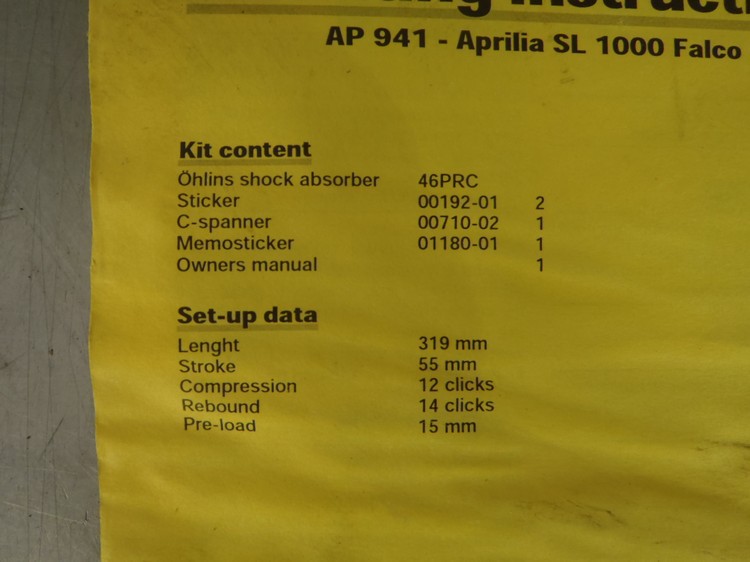 AP 941 - Aprilia SL 1000 Falco
Kit content
Öhlins shock absorber 46PRC
Sticker 00192-01 2
C-spanner 00710-02 1
Memosticker 01180-01 1
Owners manual 1
Set-up data
Lenght 319 mm
Stroke 55 mm
Compression 12 clicks
Rebound 14 clicks
Pre-load 15 mm